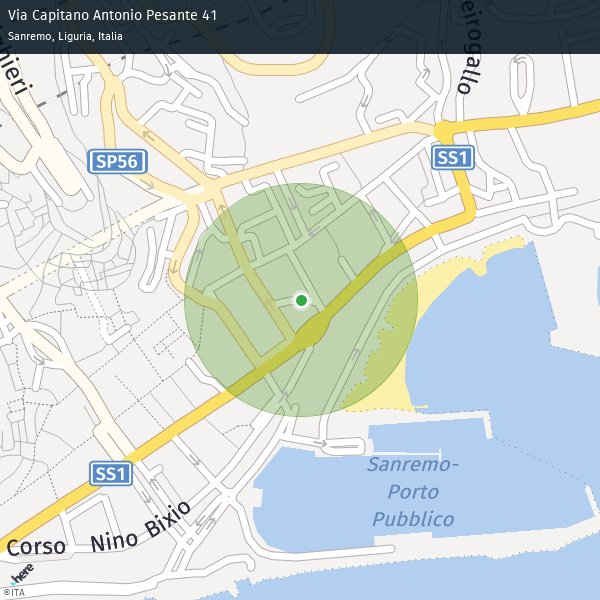 Via Capitano Antonio Pesante 41
Sanremo, Liguria, Italia
eirogallo
hieri
SP56
SS1
SS1
Sanremo-
Porto
Pubblico
Corso Nino Bixio
here
©ITA